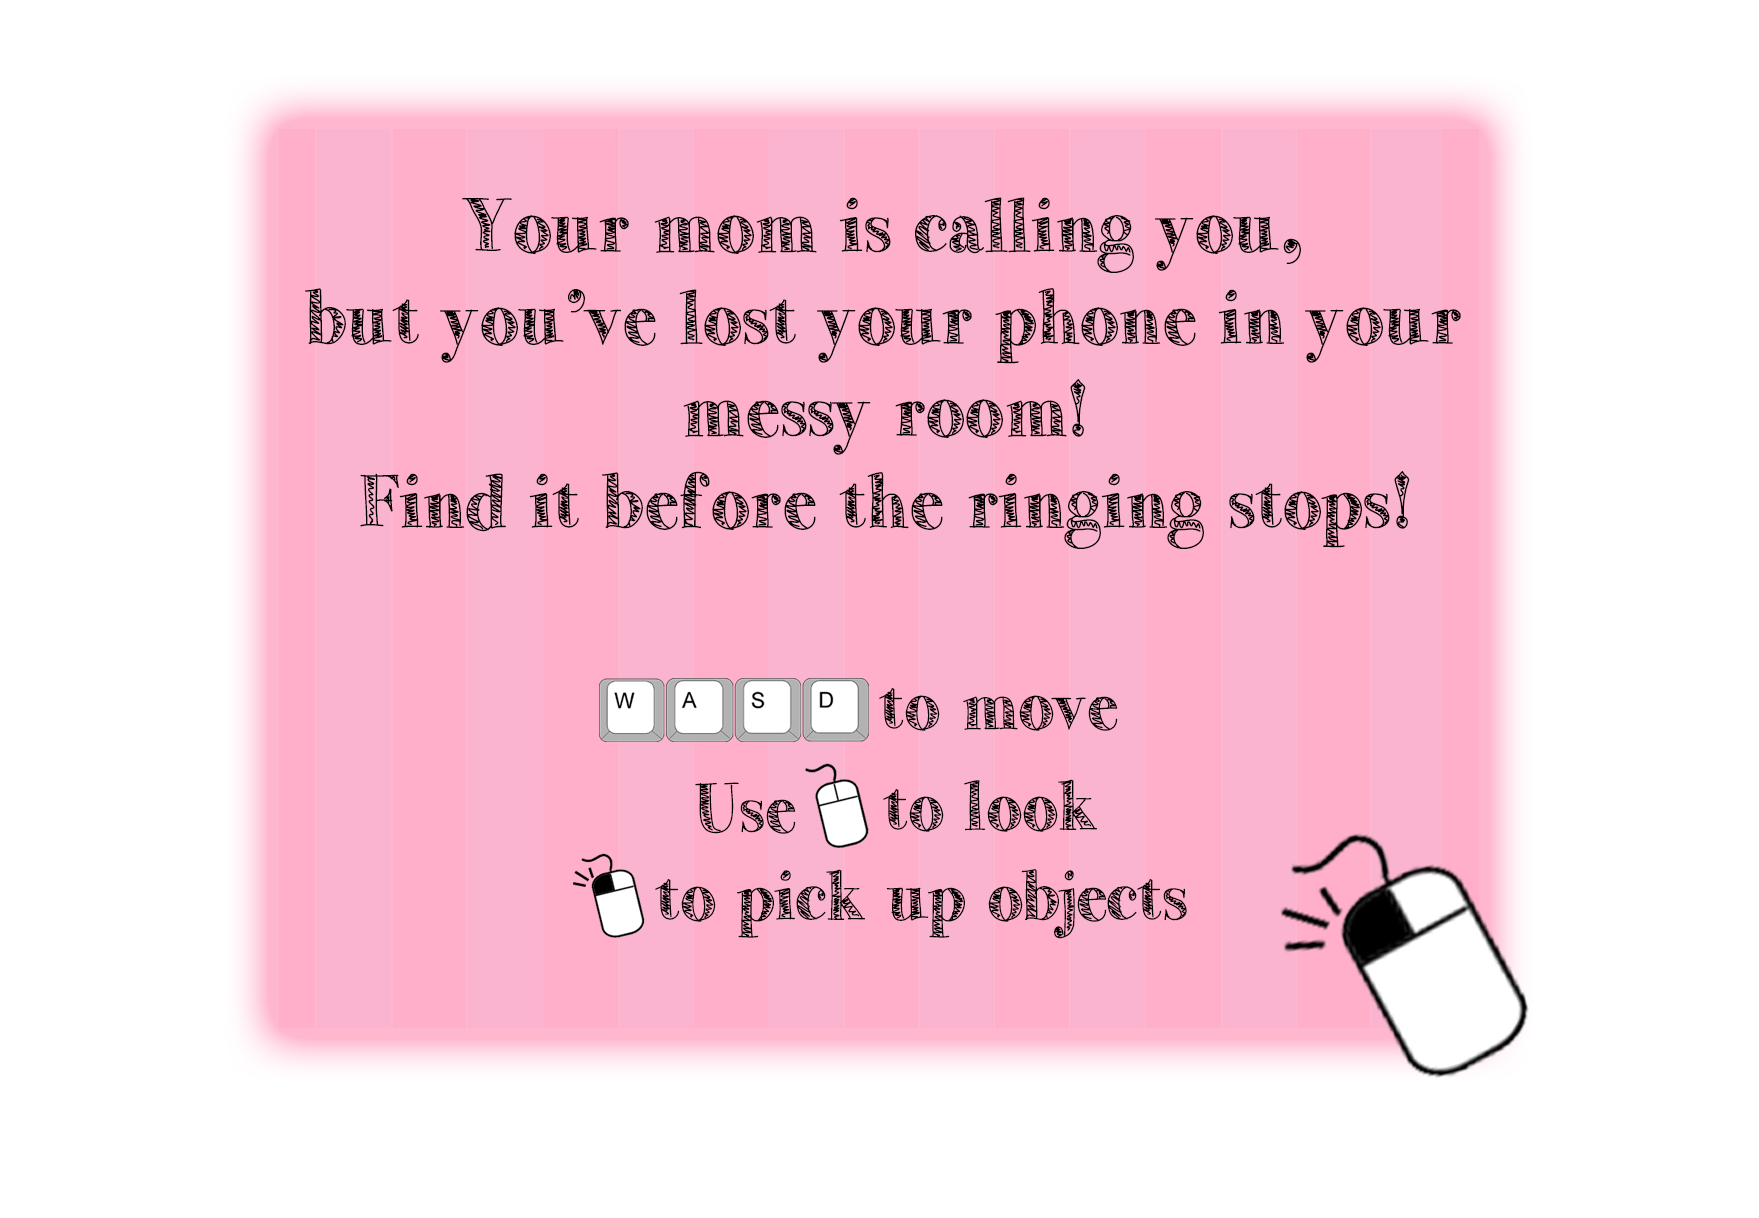 Your mom is calling you,
but you've lost your phone in your
messy room!
Find it before the ringing stops!
W A S D to move
Use to look
to pick up objects